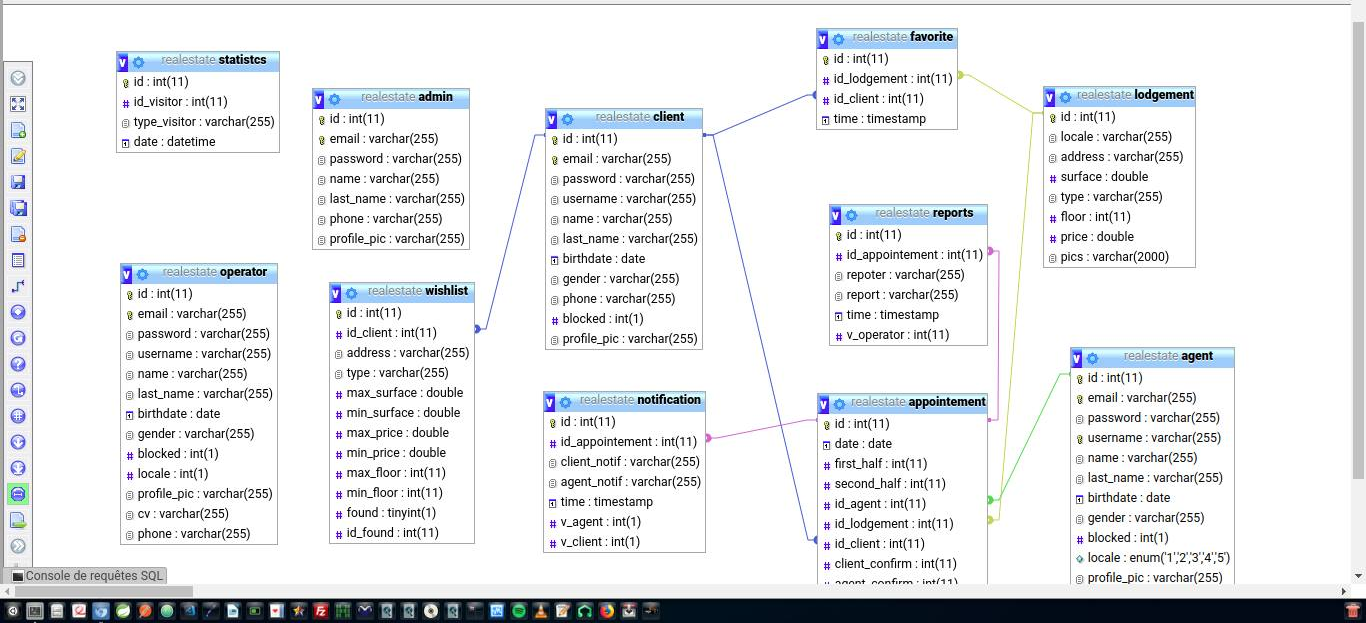 realestate statistcs
id : int(11)
id_visitor : int(11)
type_visitor : varchar(255)
date : datetime
realestate admin
id : int(11)
email : varchar(255)
password : varchar(255)
name : varchar(255)
last_name : varchar(255)
phone : varchar(255)
profile_pic : varchar(255)
realestate client
id : int(11)
email : varchar(255)
password : varchar(255)
username : varchar(255)
name : varchar(255)
last_name : varchar(255)
birthdate : date
gender : varchar(255)
phone : varchar(255)
blocked : int(1)
profile_pic : varchar(255)
realestate favorite
id : int(11)
id_lodgement : int(11)
id_client : int(11)
time : timestamp
realestate lodgement
id : int(11)
locale : varchar(255)
address : varchar(255)
surface : double
type : varchar(255)
floor : int(11)
price : double
pics : varchar(2000)
realestate reports
id : int(11)
id_appointement : int(11)
repoter : varchar(255)
report : varchar(255)
time : timestamp
v_operator : int(11)
realestate operator
id : int(11)
email : varchar(255)
password : varchar(255)
username : varchar(255)
name : varchar(255)
last_name : varchar(255)
birthdate : date
gender : varchar(255)
blocked : int(1)
locale : int(1)
profile_pic : varchar(255)
cv : varchar(255)
phone : varchar(255)
realestate wishlist
id : int(11)
id_client : int(11)
address : varchar(255)
type : varchar(255)
max_surface : double
min_surface : double
max_price : double
min_price : double
max_floor : int(11)
min_floor : int(11)
found : tinyint(1)
id_found : int(11)
realestate notification
id : int(11)
id_appointement : int(11)
client_notif : varchar(255)
agent_notif : varchar(255)
time : timestamp
v_agent : int(1)
v_client : int(1)
realestate appointement
id : int(11)
date : date
first_half : int(11)
second_half : int(11)
id_agent : int(11)
id_lodgement : int(11)
id_client : int(11)
client_confirm : int(11)
agent_confirm : int(11)
realestate agent
id : int(11)
email : varchar(255)
password : varchar(255)
username : varchar(255)
name : varchar(255)
last_name : varchar(255)
birthdate : date
gender : varchar(255)
blocked : int(1)
locale : enum('1','2','3','4','5')
profile_pic : varchar(255)
Console de requêtes SQL